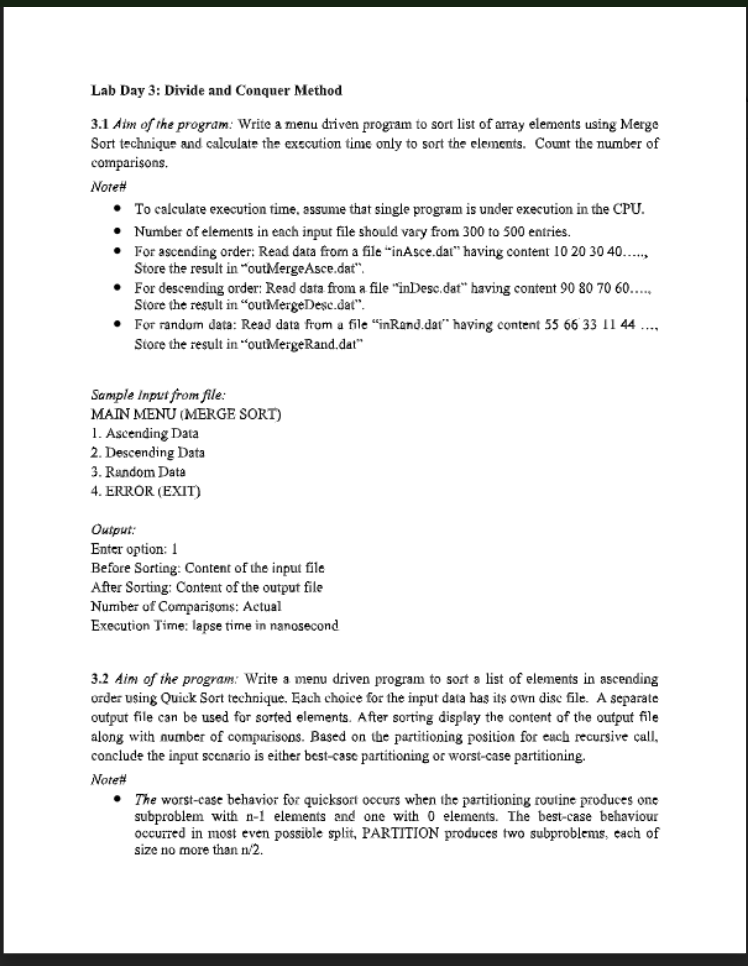 Lab Day 3: Divide and Conquer Method
3.1 Aim of the program: Write a menu driven program to sort list of array elements using Merge
Sort technique and calculate the execution time only to sort the elements. Count the number of
comparisons.
Note#
• To calculate execution time, assume that single program is under execution in the CPU.
• Number of elements in each input file should vary from 300 to 500 entries.
• For ascending order: Read data from a file “inAsce.dat” having content 10 20 30 40.....,
Store the result in “outMergeAsce.dat”.
• For descending order: Read data from a file “inDesc.dat” having content 90 80 70 60....,
Store the result in “outMergeDesc.dat”.
• For random data: Read data from a file “inRand.dat” having content 55 66 33 11 44 ...,
Store the result in “outMergeRand.dat”
Sample Input from file:
MAIN MENU (MERGE SORT)
1. Ascending Data
2. Descending Data
3. Random Data
4. ERROR (EXIT)
Output:
Enter option: 1
Before Sorting: Content of the input file
After Sorting: Content of the output file
Number of Comparisons: Actual
Execution Time: lapse time in nanosecond
3.2 Aim of the program: Write a menu driven program to sort a list of elements in ascending
order using Quick Sort technique. Each choice for the input data has its own disc file. A separate
output file can be used for sorted elements. After sorting display the content of the output file
along with number of comparisons. Based on the partitioning position for each recursive call,
conclude the input scenario is either best-case partitioning or worst-case partitioning.
Note#
• The worst-case behavior for quicksort occurs when the partitioning routine produces one
subproblem with n-1 elements and one with 0 elements. The best-case behaviour
occurred in most even possible split, PARTITION produces two subproblems, each of
size no more than n/2.